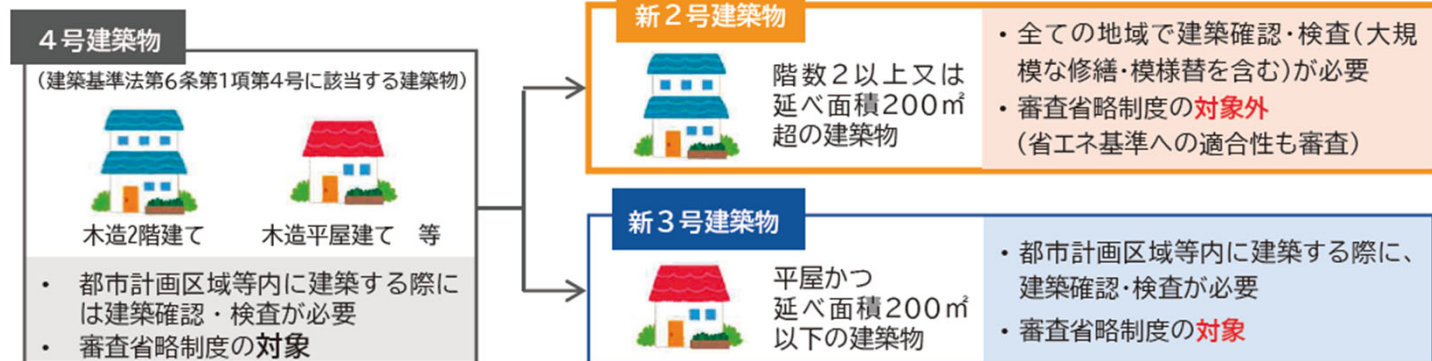 4号建築物
(建築基準法第6条第1項第4号に該当する建築物)
木造2階建て
木造平屋建て 等
• 都市計画区域等内に建築する際に
は建築確認・検査が必要
• 審査省略制度の対象
新2号建築物
階数2以上又は
延べ面積200㎡
超の建築物
・全ての地域で建築確認・検査(大規
模な修繕・模様替を含む)が必要
・審査省略制度の対象外
(省エネ基準への適合性も審査)
新3号建築物
平屋かつ
延べ面積200㎡
以下の建築物
・都市計画区域等内に建築する際に、
建築確認・検査が必要
・審査省略制度の対象